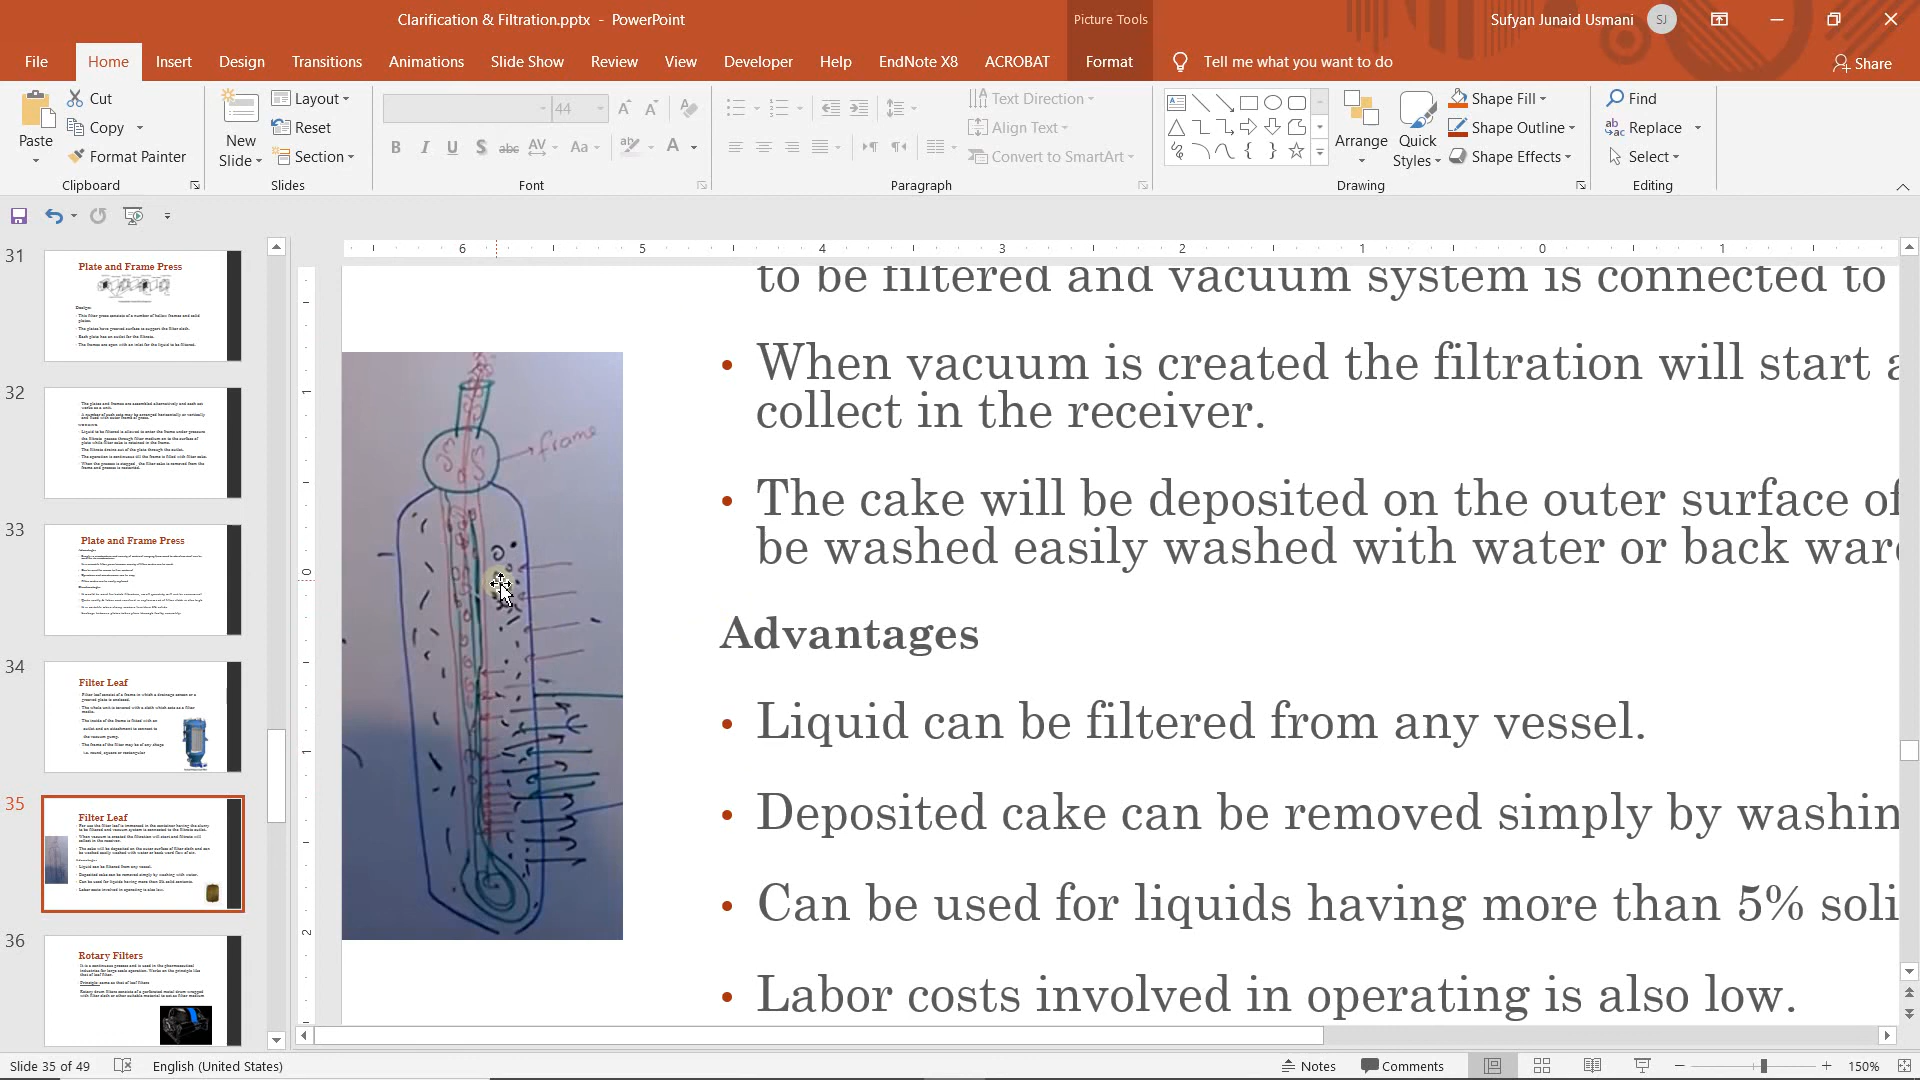 Clarification & Filtration.pptx - PowerPoint
Picture Tools
Sufyan Junaid Usmani
SJ
File
Home
Insert
Design
Transitions
Animations
Slide Show
Review
View
Developer
Help
EndNote X8
ACROBAT
Format
Tell me what you want to do
Share
Paste
Cut
Copy
Format Painter
Clipboard
New
Slide
Layout
Reset
Section
Slides
44
Font
Text Direction
Align Text
Convert to SmartArt
Paragraph
Arrange
Quick
Styles
Shape Fill
Shape Outline
Shape Effects
Drawing
Find
Replace
Select
Editing
31
Plate and Frame Press
32
33
Plate and Frame Press
34
Filter Leaf
35
Filter Leaf
36
Rotary Filters
6 5 4 3 2 1 0 1
frame
to be filtered and vacuum system is connected to
• When vacuum is created the filtration will start a
collect in the receiver.
• The cake will be deposited on the outer surface of
be washed easily washed with water or back war
Advantages
• Liquid can be filtered from any vessel.
• Deposited cake can be removed simply by washin
• Can be used for liquids having more than 5% soli
• Labor costs involved in operating is also low.
Slide 35 of 49
English (United States)
Notes
Comments
150%